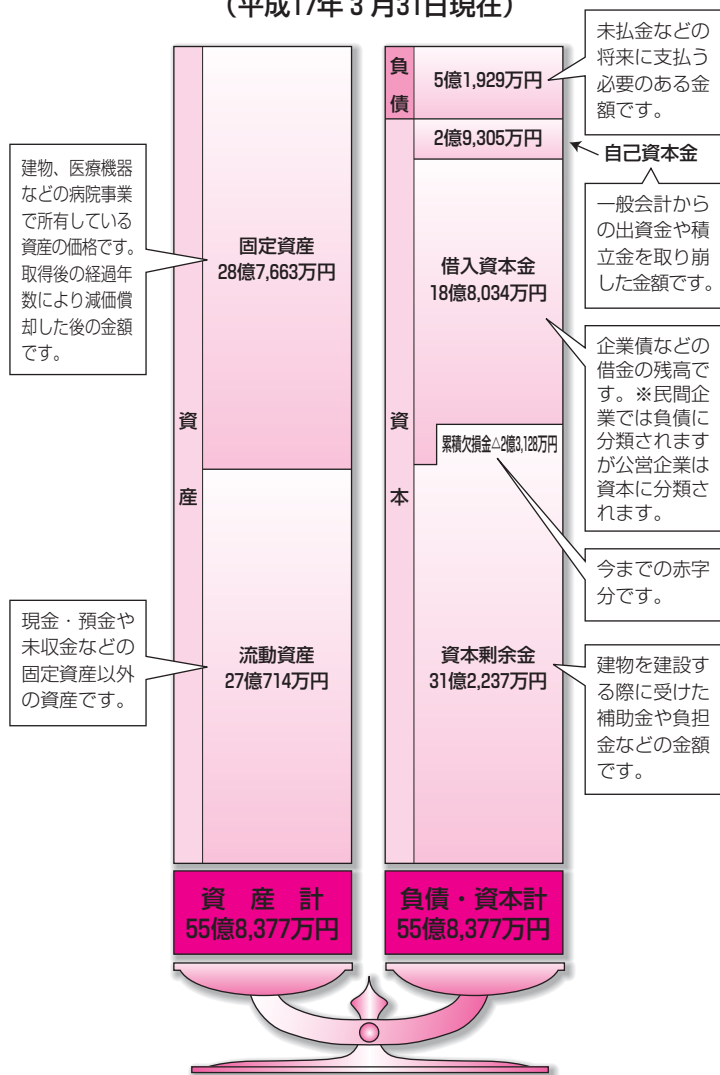 （平成17年３月31日現在）
建物、医療機器
などの病院事業
で所有している
資産の価格です。
取得後の経過年
数により減価償
却した後の金額
です。
現金・預金や
未収金などの
固定資産以外
の資産です。
資
産
固定資産
28億7,663万円
流動資産
27億714万円
資産計
55億8,377万円
負
債
5億1,929万円
資
本
2億9,305万円
借入資本金
18億8,034万円
累積欠損金△2億3,128万円
資本剰余金
31億2,237万円
負債・資本計
55億8,377万円
未払金などの
将来に支払う
必要のある金
額です。
自己資本金
一般会計から
の出資金や積
立金を取り崩
した金額です。
企業債などの
借金の残高で
す。※民間企
業では負債に
分類されます
が公営企業は
資本に分類さ
れます。
今までの赤字
分です。
建物を建設す
る際に受けた
補助金や負担
金などの金額
です。